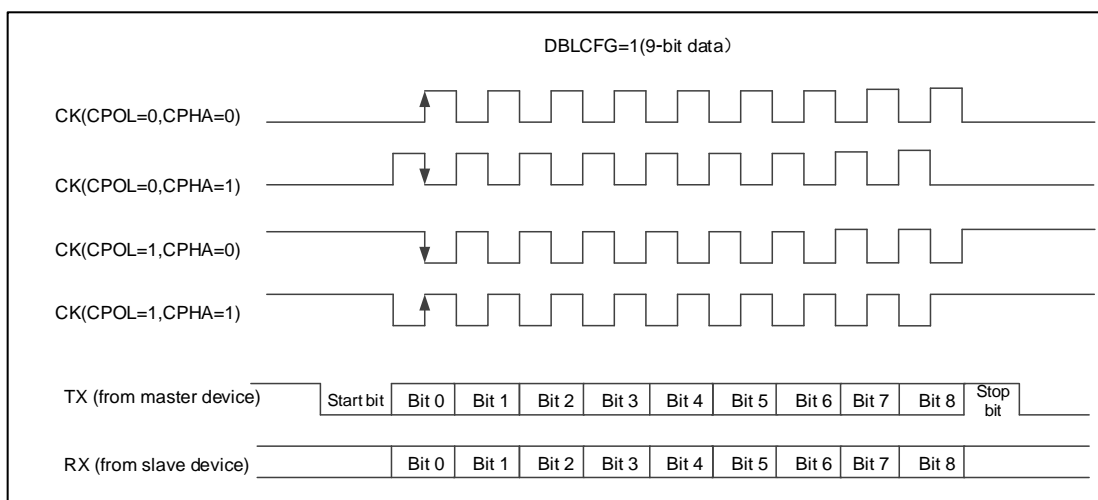 DBLCFG=1(9-bit data）
CK(CPOL=0,CPHA=0)
CK(CPOL=0,CPHA=1)
CK(CPOL=1,CPHA=0)
CK(CPOL=1,CPHA=1)
TX (from master device) Start bit Bit 0 Bit 1 Bit 2 Bit 3 Bit 4 Bit 5 Bit 6 Bit 7 Bit 8 Stop bit
RX (from slave device) Bit 0 Bit 1 Bit 2 Bit 3 Bit 4 Bit 5 Bit 6 Bit 7 Bit 8